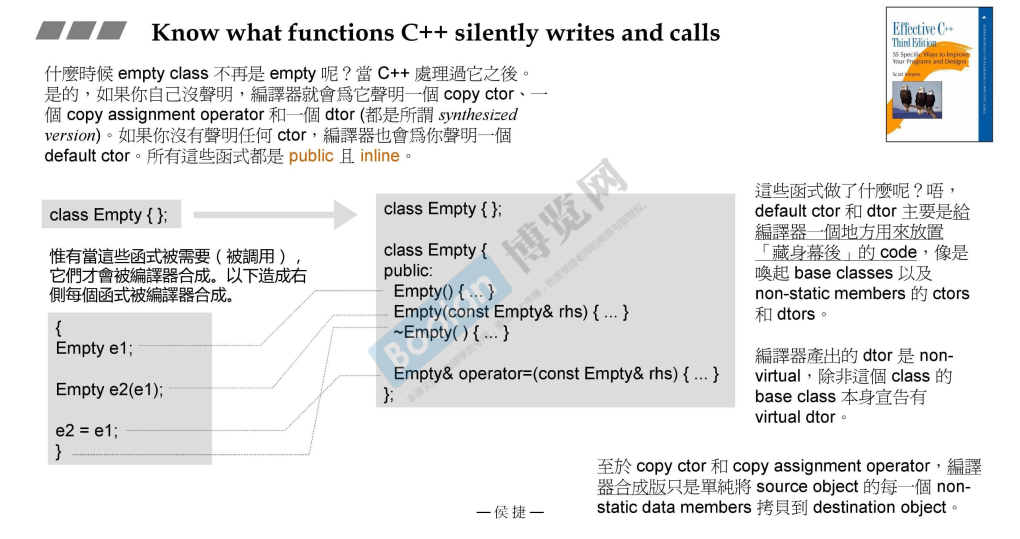 Know what functions C++ silently writes and calls
Effective C++
Third Edition
55 Specific Ways to Improve
Your Programs and Designs
Scott Meyers
什麼時候 empty class 不再是 empty 呢？當 C++ 處理過它之後。
是的，如果你自己沒聲明，編譯器就會爲它聲明一個 copy ctor、一
個 copy assignment operator 和一個 dtor (都是所謂 synthesized
version)。如果你沒有聲明任何 ctor，編譯器也會爲你聲明一個
default ctor。所有這些函式都是 public 且 inline。
class Empty { };
惟有當這些函式被需要（被調用），
它們才會被編譯器合成。以下造成右
側每個函式被編譯器合成。
{
Empty e1;
Empty e2(e1);
e2 = e1;
}
class Empty { };
class Empty {
public:
Empty() { ... }
Empty(const Empty& rhs) { ... }
~Empty( ) { ... }
Empty& operator=(const Empty& rhs) { ... }
};
這些函式做了什麼呢？唔，
default ctor 和 dtor 主要是給
編譯器一個地方用來放置
「藏身幕後」的 code，像是
喚起 base classes 以及
non-static members 的 ctors
和 dtors。
編譯器產出的 dtor 是 non-
virtual，除非這個 class 的
base class 本身宣告有
virtual dtor。
至於 copy ctor 和 copy assignment operator，編譯
器合成版只是單純將 source object 的每一個 non-
static data members 拷貝到 destination object。
— 侯捷 —
Boolan 博览网